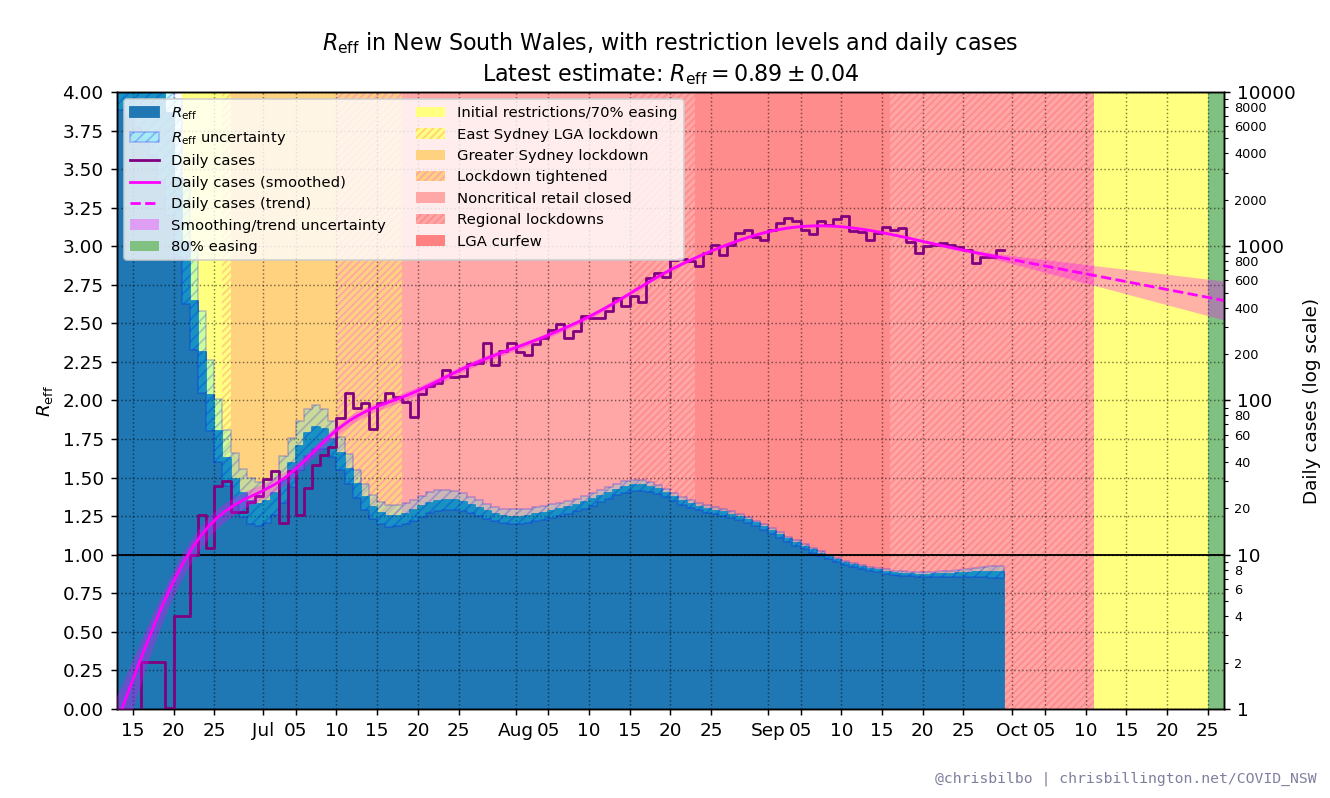 R_eff in New South Wales, with restriction levels and daily cases
Latest estimate: R_eff = 0.89 ± 0.04
R_eff
R_eff uncertainty
Daily cases
Daily cases (smoothed)
Daily cases (trend)
Smoothing/trend uncertainty
80% easing
Initial restrictions/70% easing
East Sydney LGA lockdown
Greater Sydney lockdown
Lockdown tightened
Noncritical retail closed
Regional lockdowns
LGA curfew
R_eff
4.00
3.75
3.50
3.25
3.00
2.75
2.50
2.25
2.00
1.75
1.50
1.25
1.00
0.75
0.50
0.25
0.00
10000
8000
6000
4000
2000
1000
800
600
400
200
100
80
60
40
20
10
8
6
4
2
1
Daily cases (log scale)
15 20 25 Jul 05 10 15 20 25 Aug 05 10 15 20 25 Sep 05 10 15 20 25 Oct 05 10 15 20 25
@chrisbilbo | chrisbillington.net/COVID_NSW